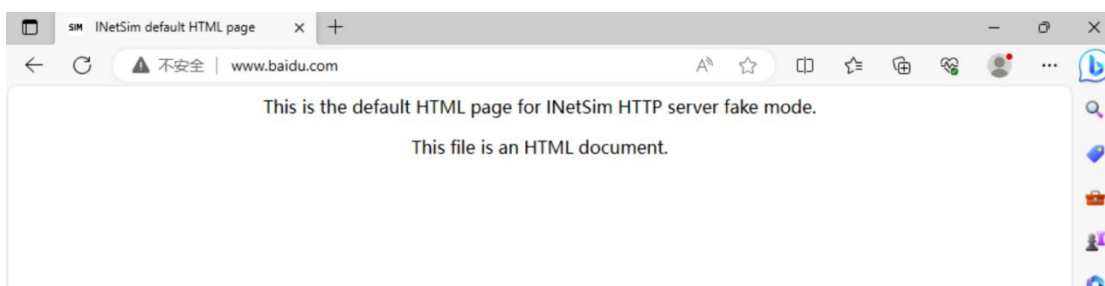 SIM INetSim default HTML page
不安全 www.baidu.com
This is the default HTML page for INetSim HTTP server fake mode.
This file is an HTML document.